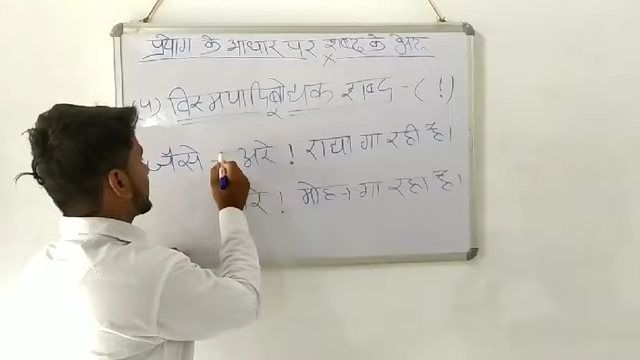 प्रयोग के आधार पर शब्द के भेद
(५) विस्मयादिबोधक शब्द - ( ! )
जैसे - अरे ! राधा गा रही है।
रे ! मोहन गा रहा है।